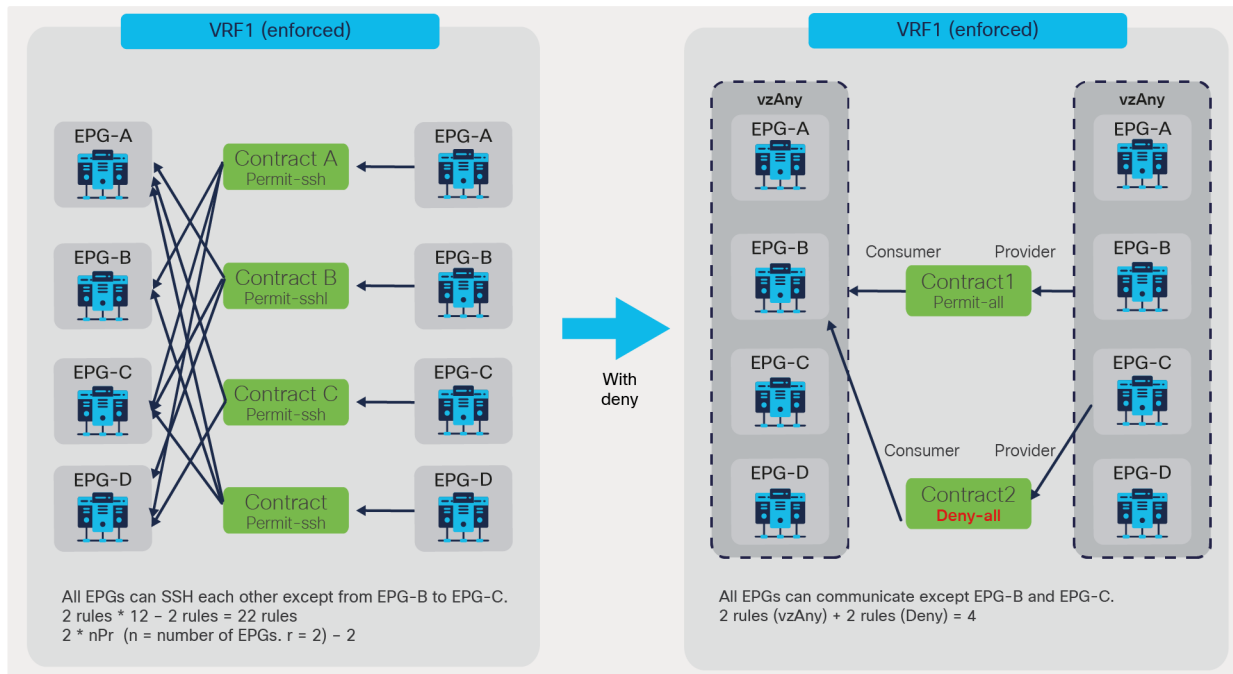 VRF1 (enforced)
EPG-A
EPG-B
EPG-C
EPG-D
Contract A
Permit-ssh
Contract B
Permit-sshl
Contract C
Permit-ssh
Contract
Permit-ssh
EPG-A
EPG-B
EPG-C
EPG-D
All EPGs can SSH each other except from EPG-B to EPG-C.
2 rules * 12 – 2 rules = 22 rules
2 * nPr (n = number of EPGs. r = 2) – 2
With
deny
VRF1 (enforced)
vzAny
EPG-A
EPG-B
EPG-C
EPG-D
Consumer
Provider
Contract1
Permit-all
Consumer
Provider
Contract2
Deny-all
vzAny
EPG-A
EPG-B
EPG-C
EPG-D
All EPGs can communicate except EPG-B and EPG-C.
2 rules (vzAny) + 2 rules (Deny) = 4